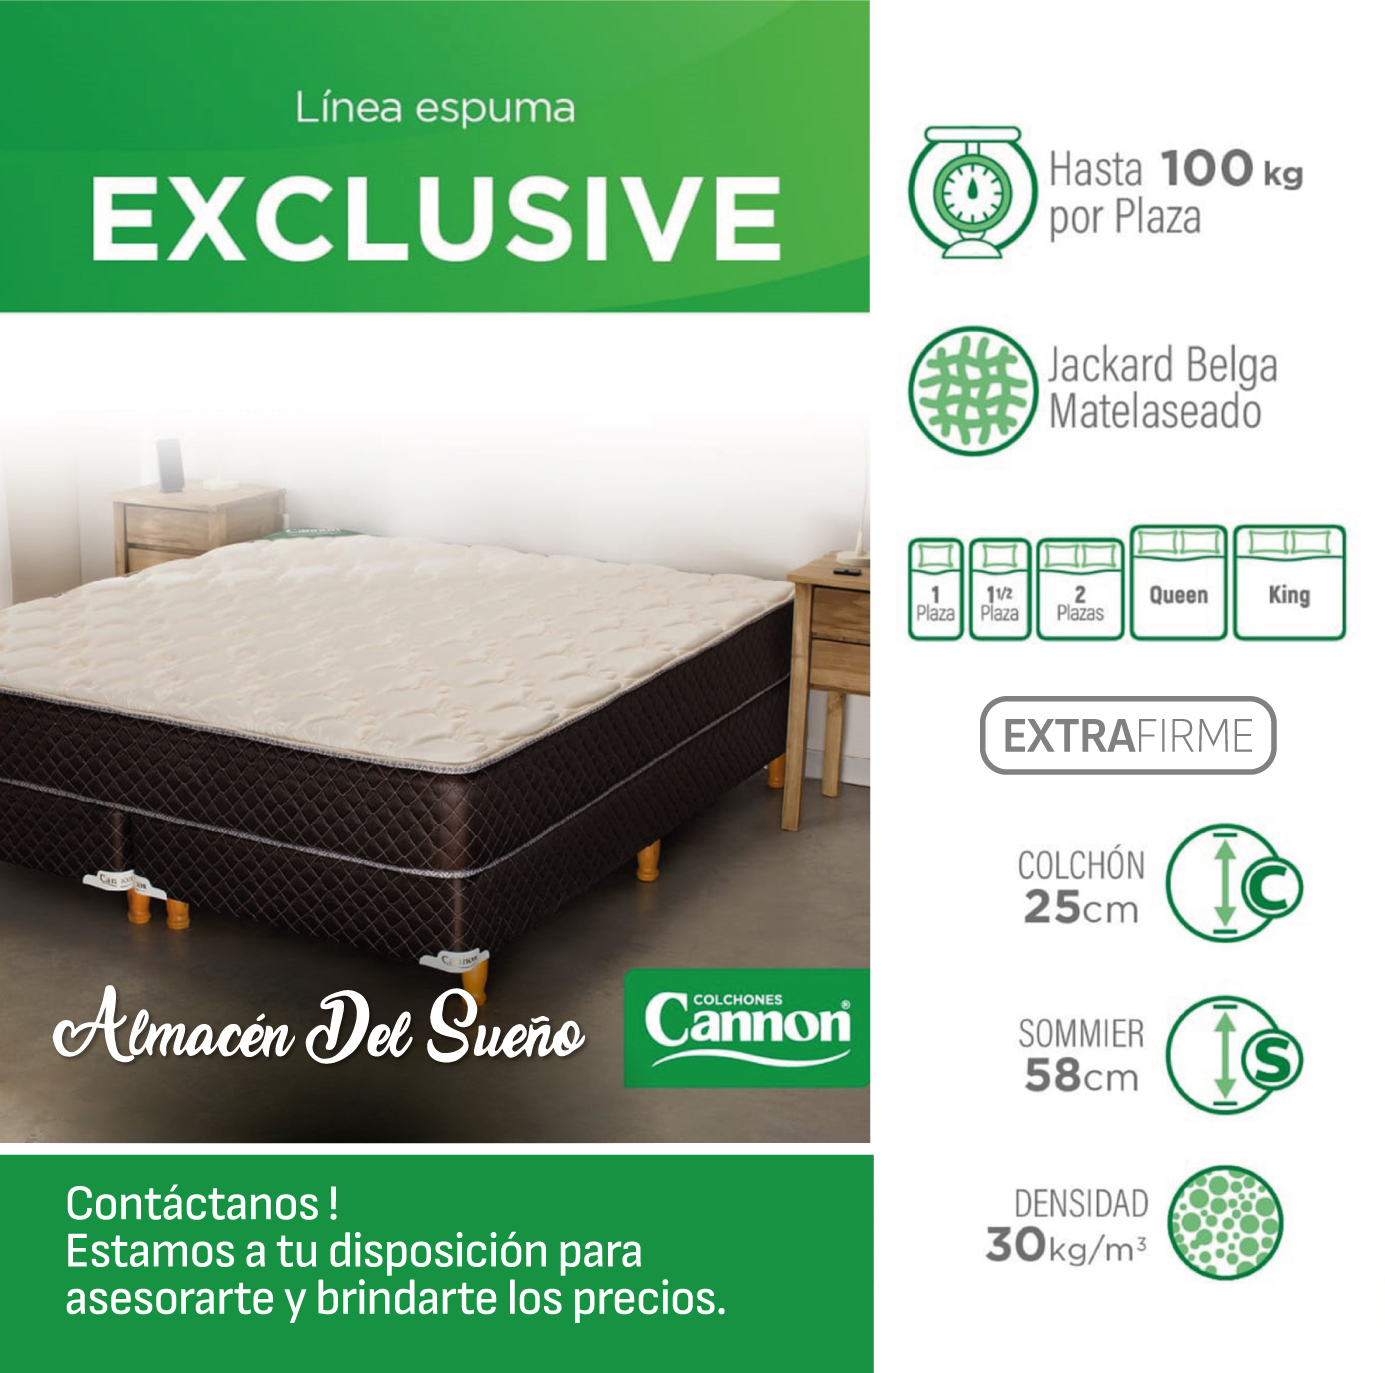 Línea espuma
EXCLUSIVE
Cannon
Almacén Del Sueño
COLCHONES
Cannon®
Contáctanos !
Estamos a tu disposición para
asesorarte y brindarte los precios.
Hasta 100 kg
por Plaza
Jackard Belga
Matelaseado
1
Plaza
1 1/2
Plaza
2
Plazas
Queen
King
EXTRAFIRME
COLCHÓN
25cm
C
SOMMIER
58cm
S
DENSIDAD
30kg/m³